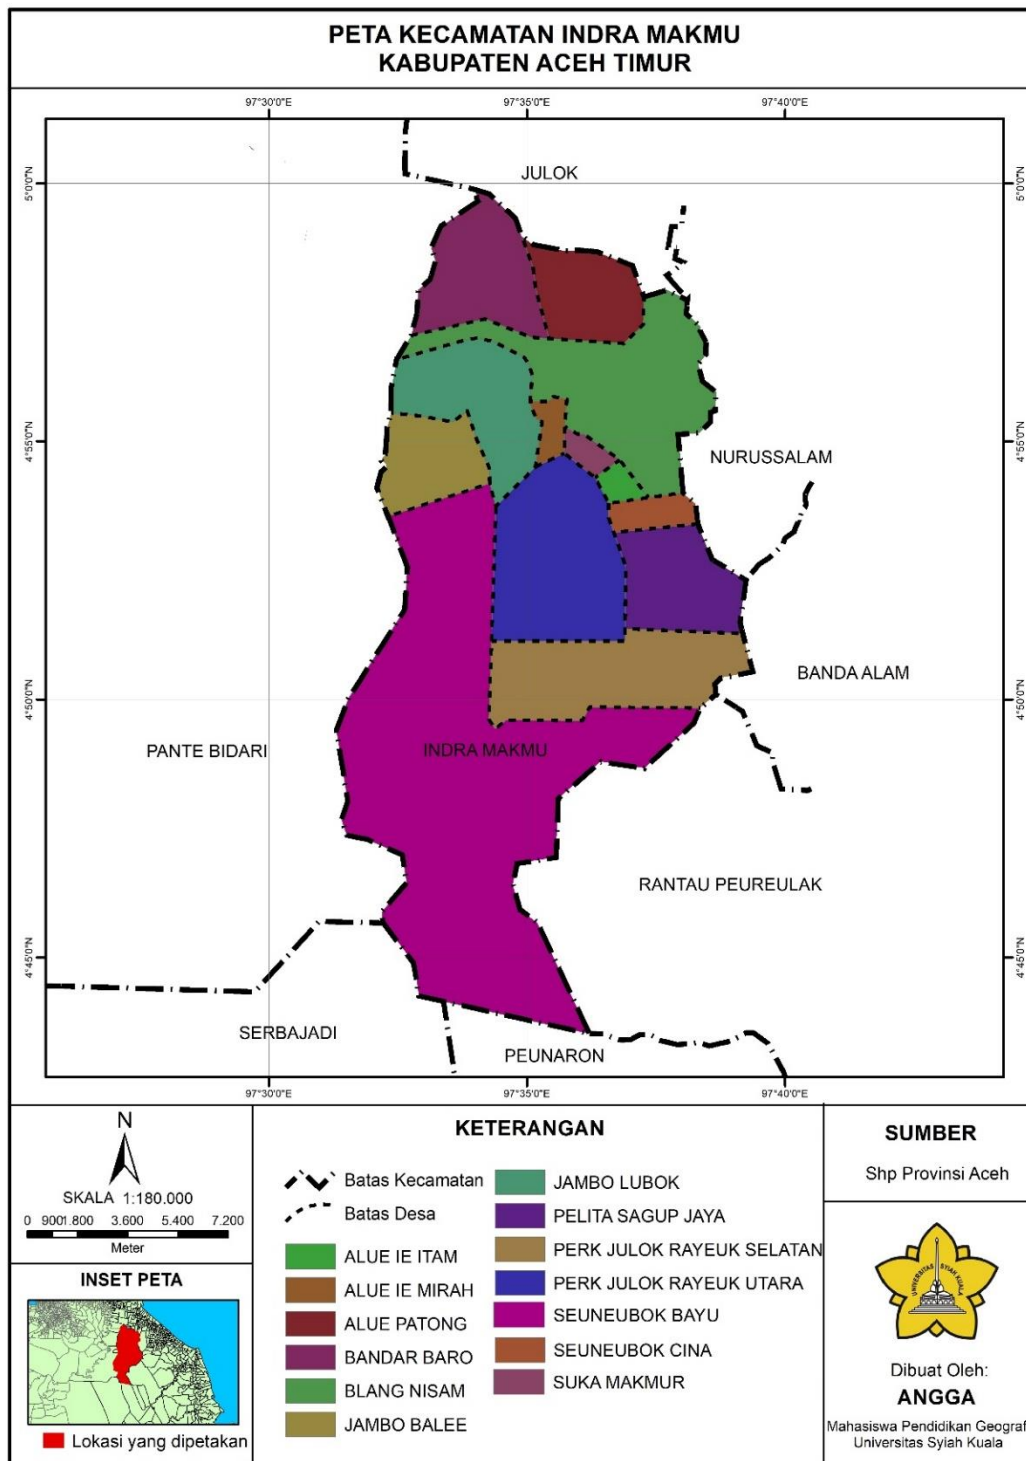 PETA KECAMATAN INDRA MAKMU
KABUPATEN ACEH TIMUR
97°30'0"E
97°35'0"E
97°40'0"E
5°0'0"N
5°0'0"N
JULOK
4°55'0"N
4°55'0"N
NURUSSALAM
BANDA ALAM
4°50'0"N
4°50'0"N
PANTE BIDARI
INDRA MAKMU
RANTAU PEUREULAK
4°45'0"N
4°45'0"N
SERBAJADI
PEUNARON
97°30'0"E
97°35'0"E
97°40'0"E
N
SKALA 1:180.000
0 9001.800 3.600 5.400 7.200
Meter
INSET PETA
Lokasi yang dipetakan
KETERANGAN
Batas Kecamatan
Batas Desa
ALUE IE ITAM
ALUE IE MIRAH
ALUE PATONG
BANDAR BARO
BLANG NISAM
JAMBO BALEE
JAMBO LUBOK
PELITA SAGUP JAYA
PERK JULOK RAYEUK SELATAN
PERK JULOK RAYEUK UTARA
SEUNEUBOK BAYU
SEUNEUBOK CINA
SUKA MAKMUR
SUMBER
Shp Provinsi Aceh
UNIVERSITAS SYIAH KUALA
Dibuat Oleh:
ANGGA
Mahasiswa Pendidikan Geograf
Universitas Syiah Kuala